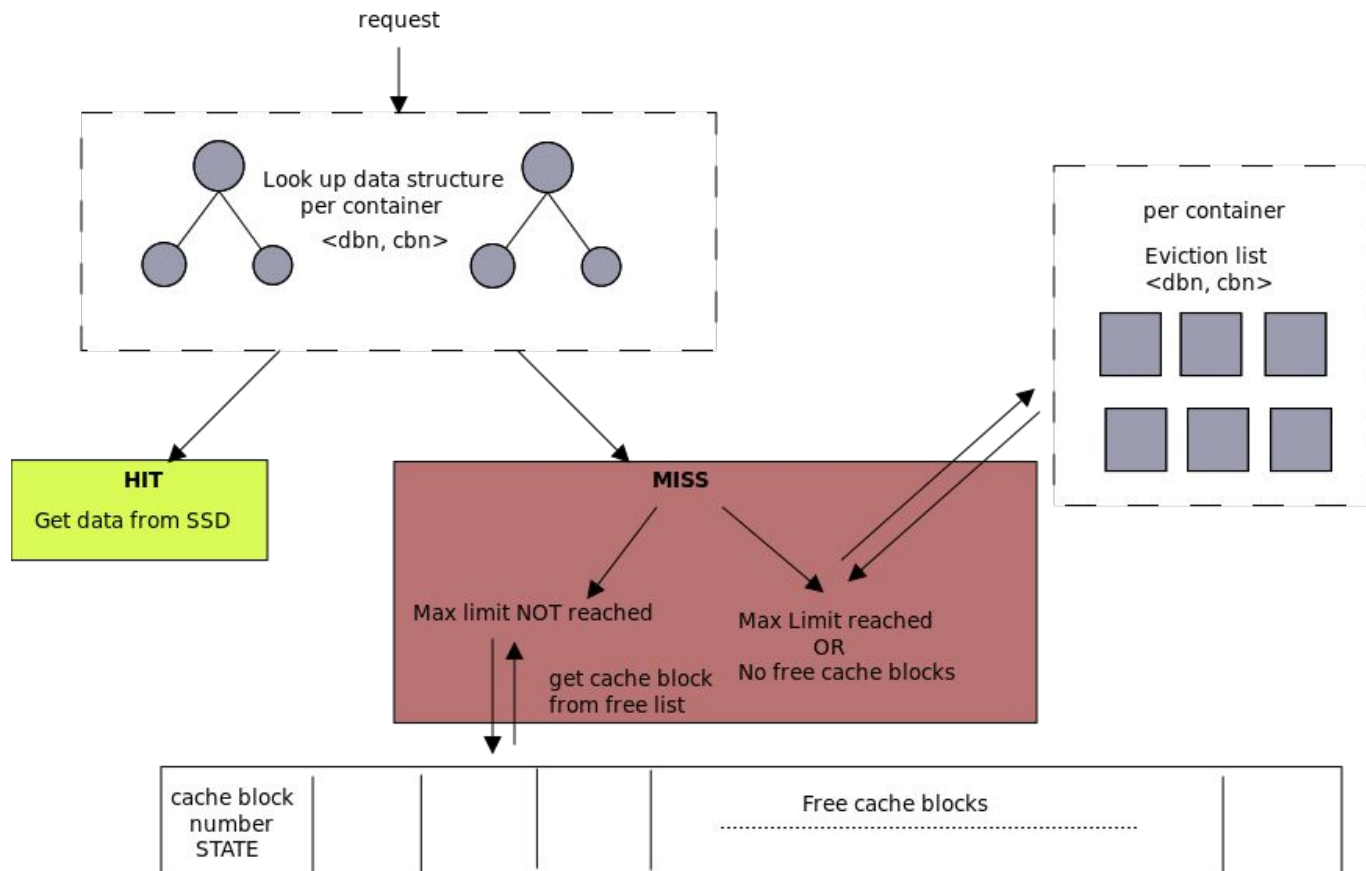 request
Look up data structure
per container
<dbn, cbn>
per container
Eviction list
<dbn, cbn>
HIT
Get data from SSD
MISS
Max limit NOT reached
Max Limit reached
OR
No free cache blocks
get cache block
from free list
cache block
number
STATE
Free cache blocks